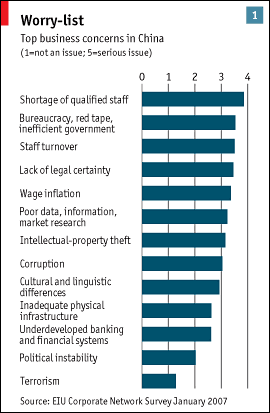 Worry-list
1
Top business concerns in China
(1=not an issue; 5=serious issue)
0 1 2 3 4
Shortage of qualified staff
Bureaucracy, red tape,
inefficient government
Staff turnover
Lack of legal certainty
Wage inflation
Poor data, information,
market research
Intellectual-property theft
Corruption
Cultural and linguistic
differences
Inadequate physical
infrastructure
Underdeveloped banking
and financial systems
Political instability
Terrorism
Source: EIU Corporate Network Survey January 2007